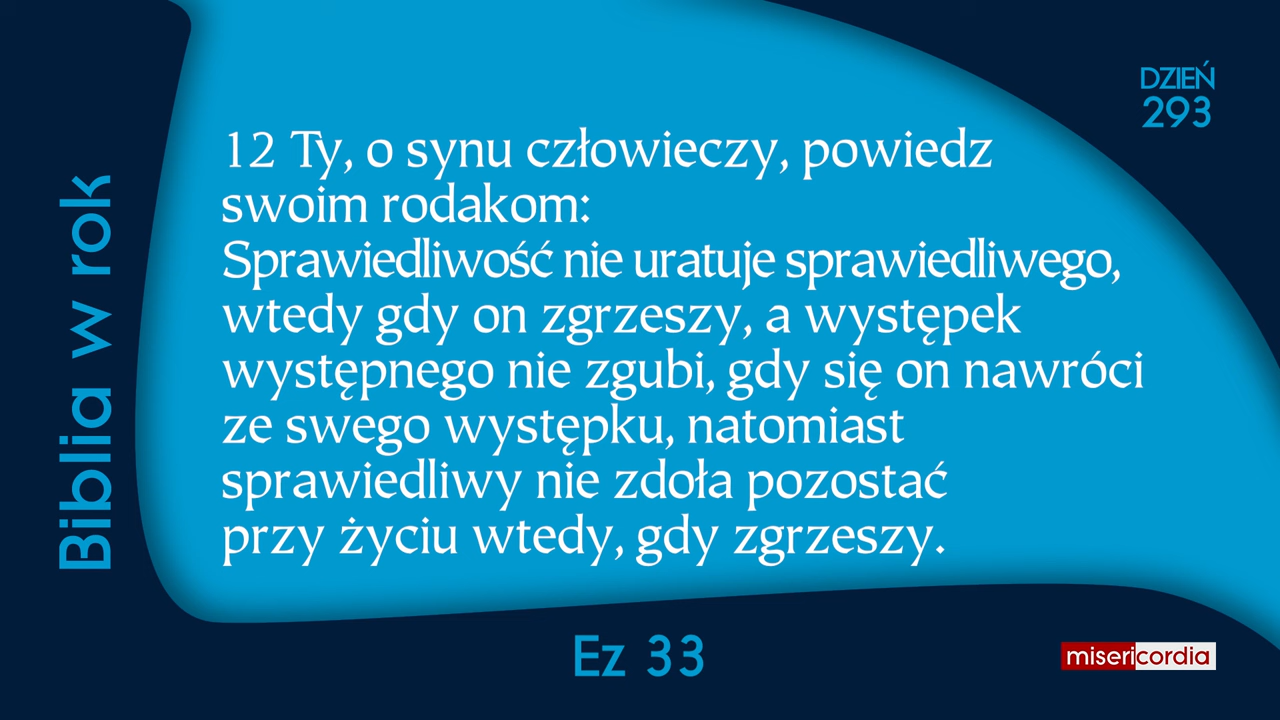 DZIEŃ
293
12 Ty, o synu człowieczy, powiedz
swoim rodakom:
Sprawiedliwość nie uratuje sprawiedliwego,
wtedy gdy on zgrzeszy, a występek
występnego nie zgubi, gdy się on nawróci
ze swego występku, natomiast
sprawiedliwy nie zdoła pozostać
przy życiu wtedy, gdy zgrzeszy.
Biblia w rok
Ez 33
misericordia